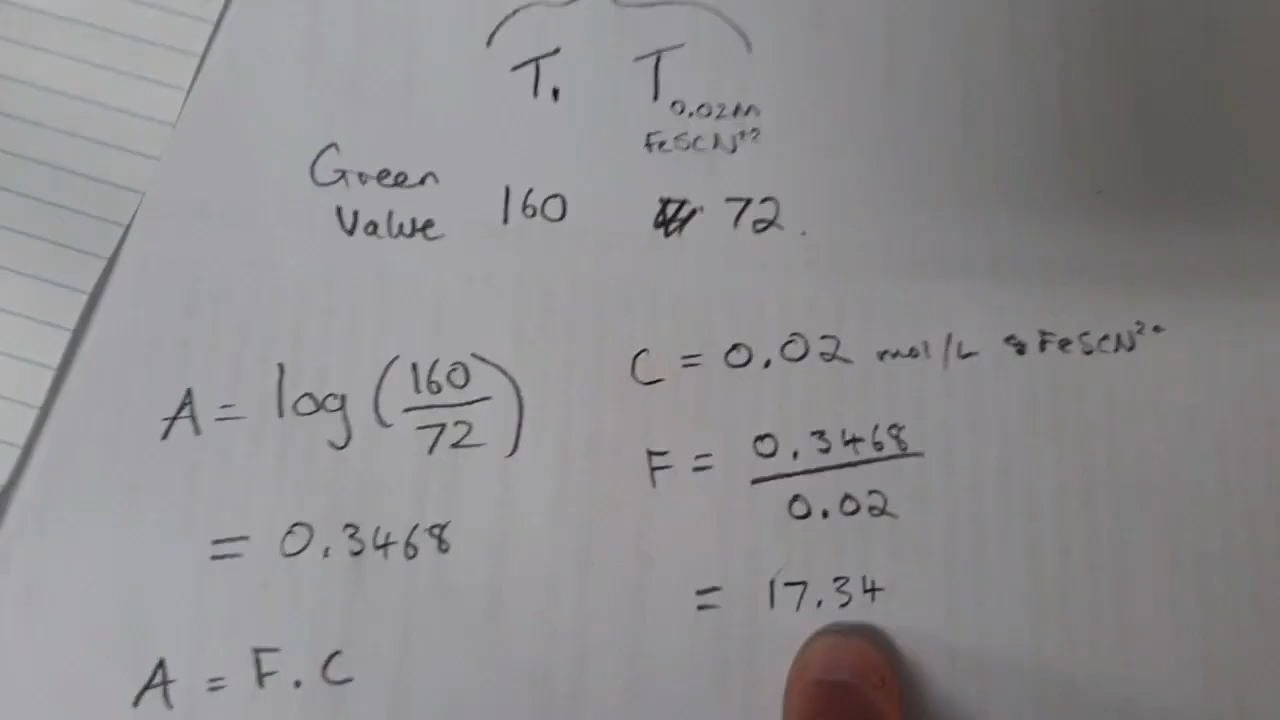 T. T0.02m
FeSCN²⁺
Green
Value 160 72.
A = log (160/72)
= 0.3468
A = F.C
C = 0.02 mol/L FeSCN²⁺
F = 0.3468/0.02
= 17.34